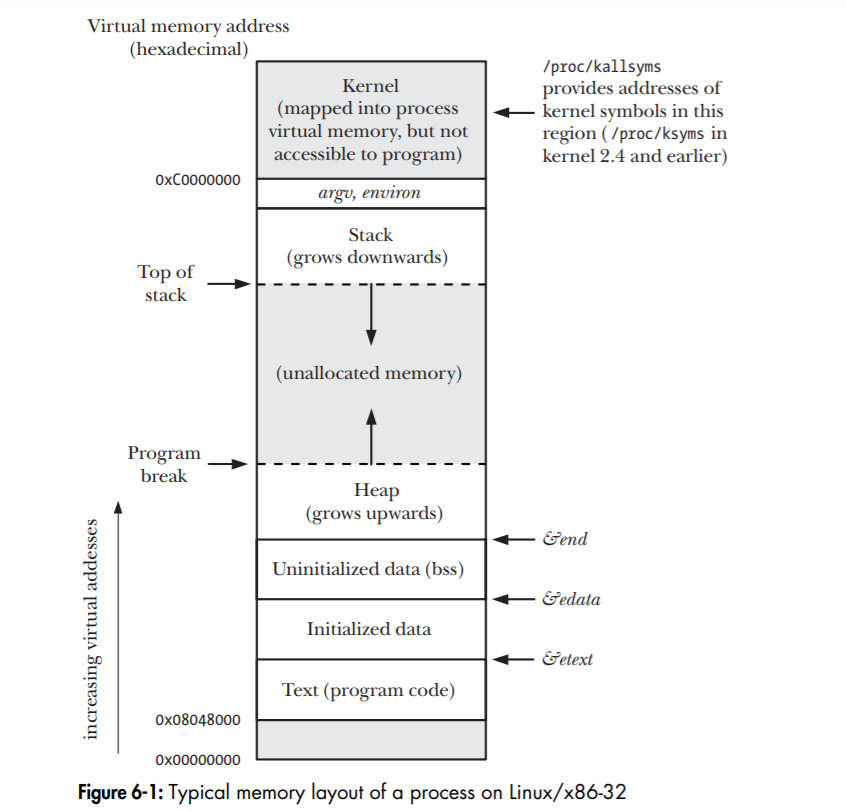 Virtual memory address
(hexadecimal)
/proc/kallsyms
provides addresses of
kernel symbols in this
region (/proc/ksyms in
kernel 2.4 and earlier)
Kernel
(mapped into process
virtual memory, but not
accessible to program)
0xC0000000
argv, environ
Stack
(grows downwards)
Top of
stack
(unallocated memory)
Program
break
Heap
(grows upwards)
&end
Uninitialized data (bss)
&edata
Initialized data
&etext
Text (program code)
0x08048000
0x00000000
increasing virtual addesses
Figure 6-1: Typical memory layout of a process on Linux/x86-32